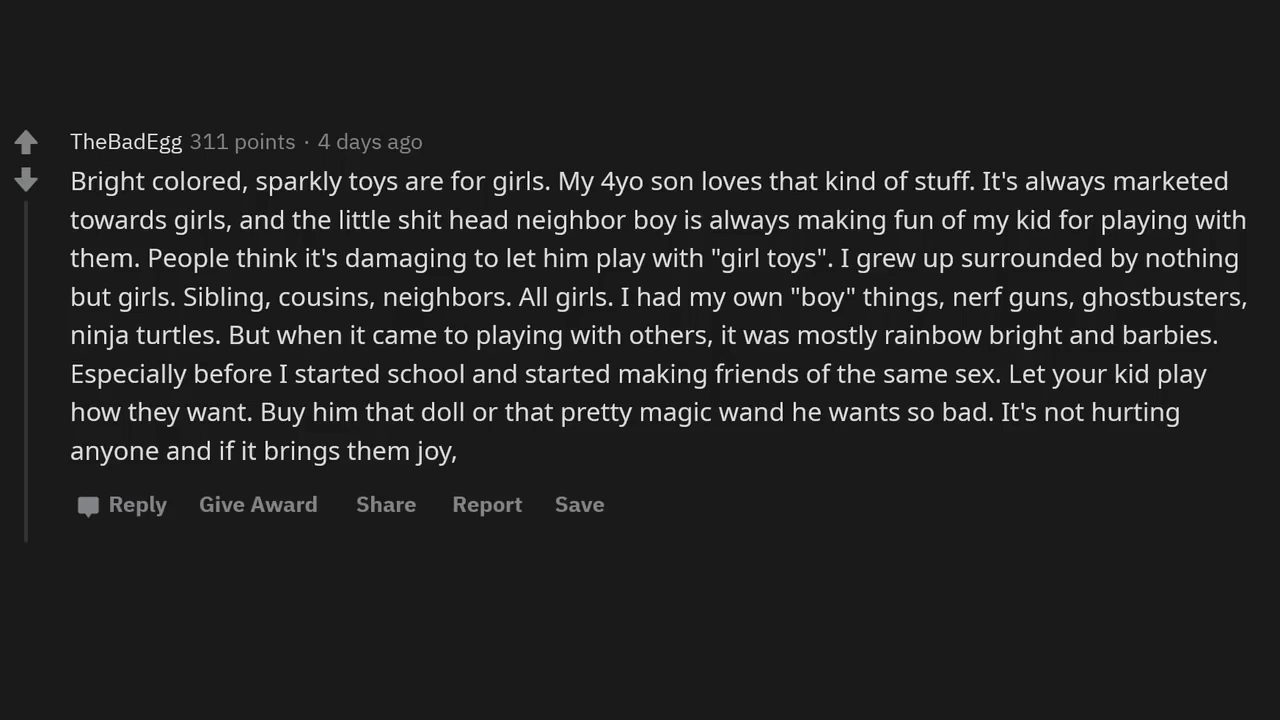 TheBadEgg 311 points · 4 days ago
Bright colored, sparkly toys are for girls. My 4yo son loves that kind of stuff. It's always marketed
towards girls, and the little shit head neighbor boy is always making fun of my kid for playing with
them. People think it's damaging to let him play with "girl toys". I grew up surrounded by nothing
but girls. Sibling, cousins, neighbors. All girls. I had my own "boy" things, nerf guns, ghostbusters,
ninja turtles. But when it came to playing with others, it was mostly rainbow bright and barbies.
Especially before I started school and started making friends of the same sex. Let your kid play
how they want. Buy him that doll or that pretty magic wand he wants so bad. It's not hurting
anyone and if it brings them joy,
Reply Give Award Share Report Save